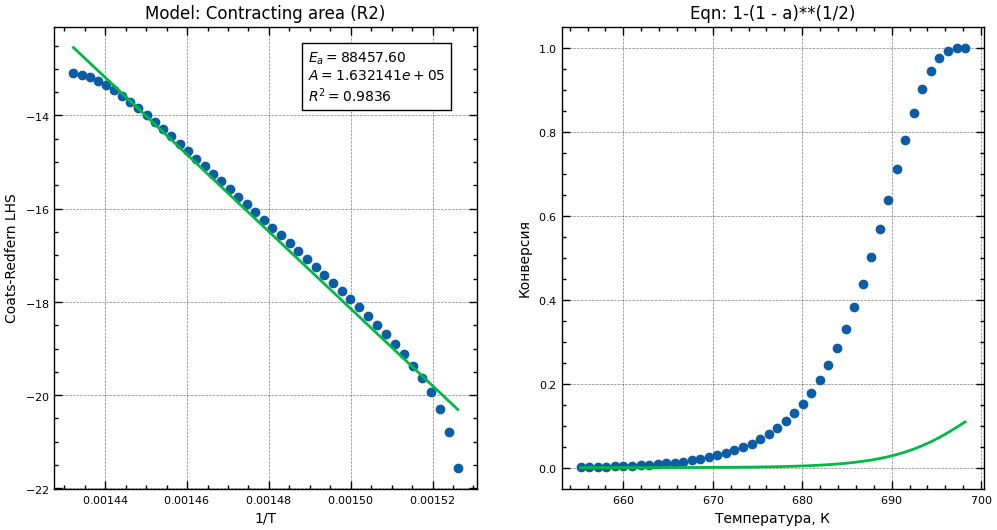 Model: Contracting area (R2)
Eₐ = 88457.60
A = 1.632141e + 05
R² = 0.9836
−14
−16
−18
−20
−22
Coats-Redfern LHS
0.00144
0.00146
0.00148
0.00150
0.00152
1/T
Eqn: 1-(1 - a)**(1/2)
1.0
0.8
0.6
0.4
0.2
0.0
Конверсия
660
670
680
690
700
Температура, К